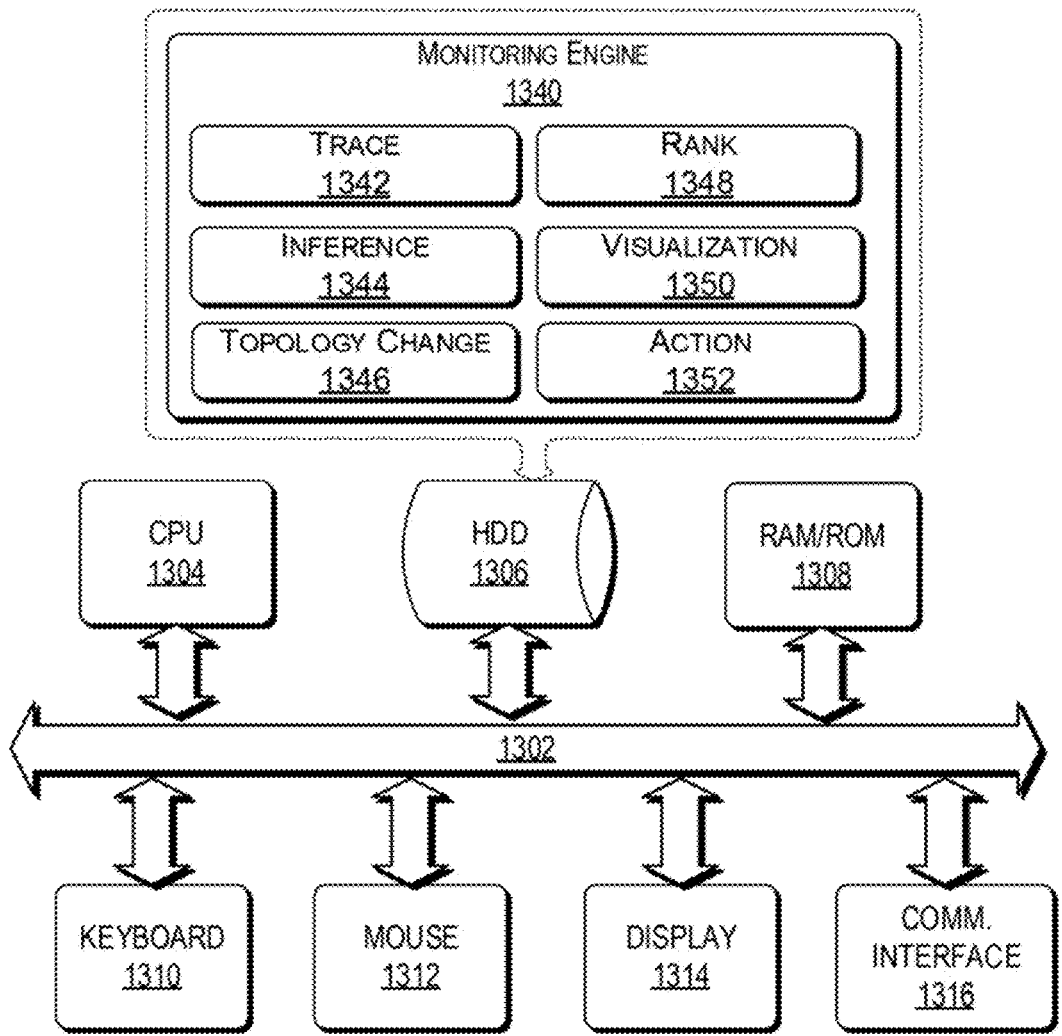 MONITORING ENGINE
1340
TRACE
1342
RANK
1348
INFERENCE
1344
VISUALIZATION
1350
TOPOLOGY CHANGE
1346
ACTION
1352
CPU
1304
HDD
1306
RAM/ROM
1308
1302
KEYBOARD
1310
MOUSE
1312
DISPLAY
1314
COMM.
INTERFACE
1316